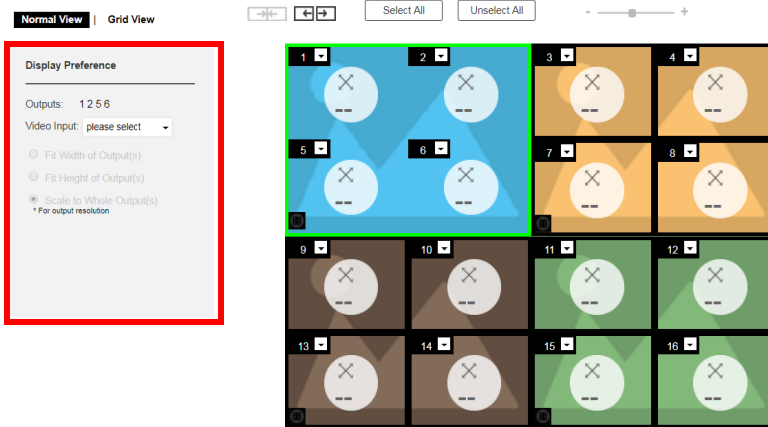 Normal View | Grid View
Select All
Unselect All
- +
Display Preference
Outputs: 1 2 5 6
Video Input: please select
Fit Width of Output(s)
Fit Height of Output(s)
Scale to Whole Output(s)
* For output resolution
1 2 3 4
-- -- -- --
5 6 7 8
-- -- -- --
9 10 11 12
-- -- -- --
13 14 15 16
-- -- -- --